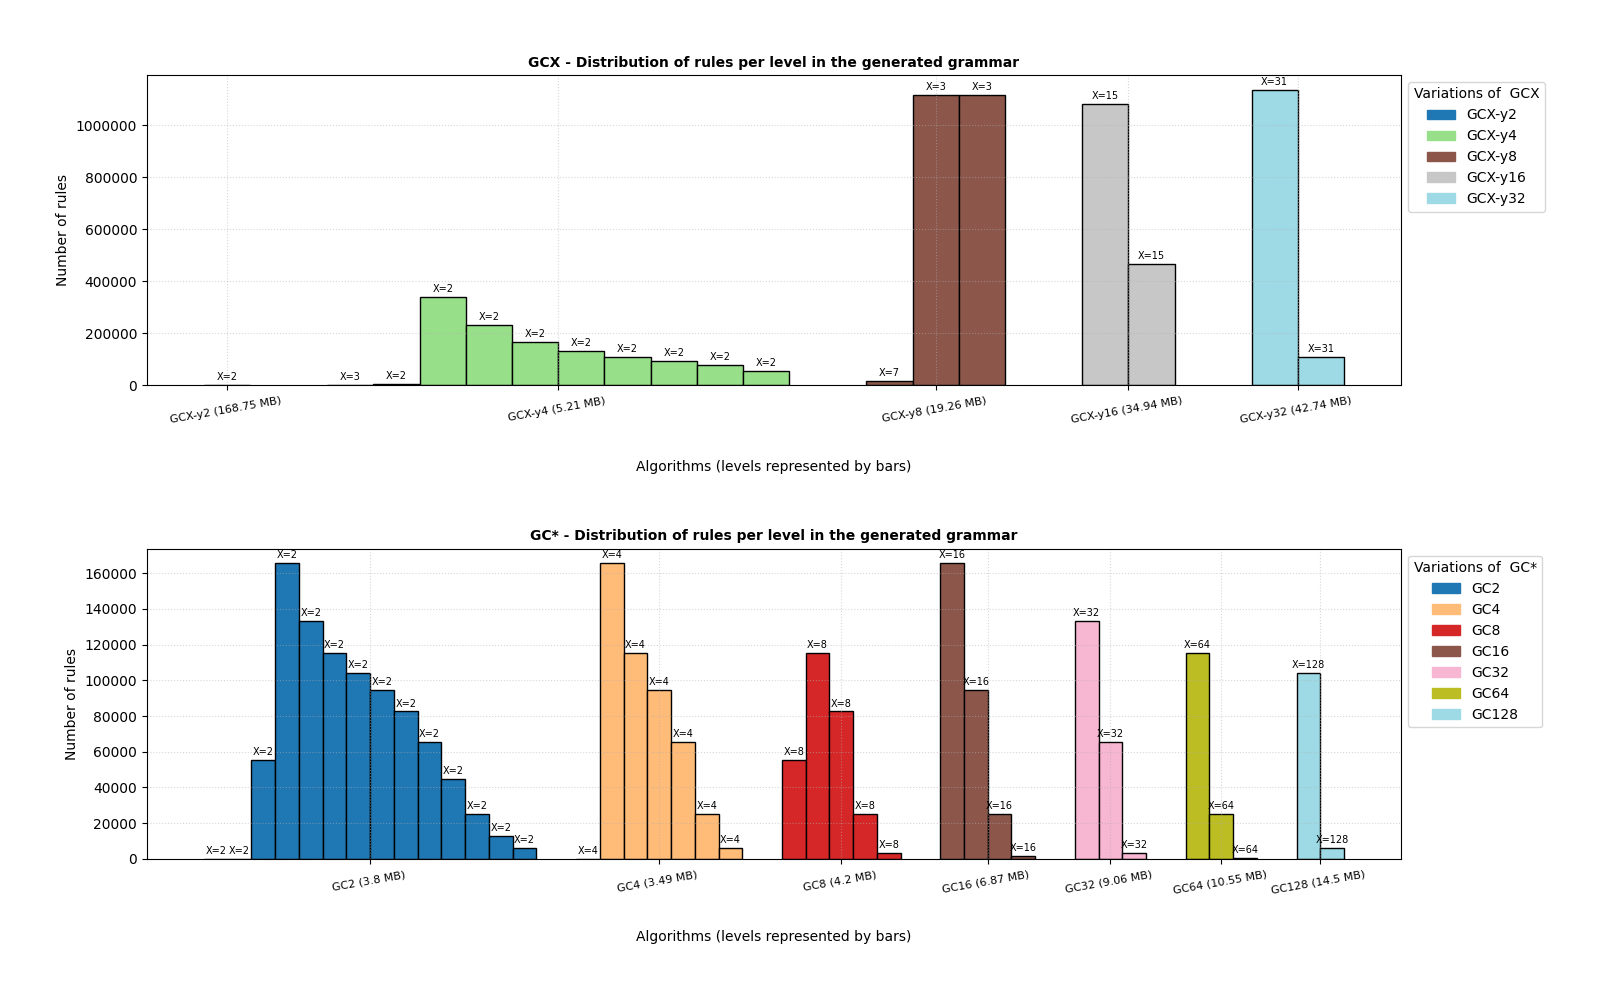 GCX - Distribution of rules per level in the generated grammar
Number of rules
1000000
800000
600000
400000
200000
0
X=2
X=3
X=2
X=2
X=2
X=2
X=2
X=2
X=2
X=2
X=2
X=7
X=3
X=3
X=15
X=15
X=31
X=31
GCX-y2 (168.75 MB)
GCX-y4 (5.21 MB)
GCX-y8 (19.26 MB)
GCX-y16 (34.94 MB)
GCX-y32 (42.74 MB)
Algorithms (levels represented by bars)
Variations of GCX
GCX-y2
GCX-y4
GCX-y8
GCX-y16
GCX-y32
GC* - Distribution of rules per level in the generated grammar
Number of rules
160000
140000
120000
100000
80000
60000
40000
20000
0
X=2
X=2
X=2
X=2
X=2
X=2
X=2
X=2
X=2
X=2
X=2
X=2
X=2
X=2
X=4
X=4
X=4
X=4
X=4
X=4
X=4
X=8
X=8
X=8
X=8
X=8
X=16
X=16
X=16
X=16
X=32
X=32
X=32
X=64
X=64
X=64
X=128
X=128
GC2 (3.8 MB)
GC4 (3.49 MB)
GC8 (4.2 MB)
GC16 (6.87 MB)
GC32 (9.06 MB)
GC64 (10.55 MB)
GC128 (14.5 MB)
Algorithms (levels represented by bars)
Variations of GC*
GC2
GC4
GC8
GC16
GC32
GC64
GC128